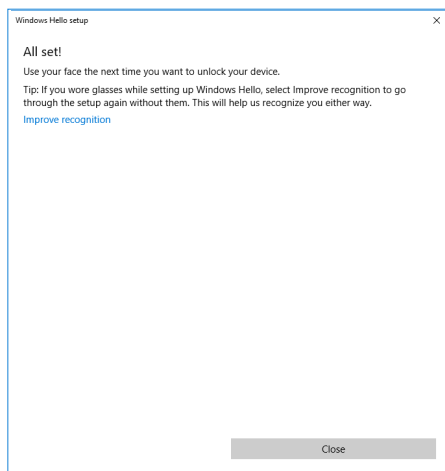 Windows Hello setup
All set!
Use your face the next time you want to unlock your device.
Tip: If you wore glasses while setting up Windows Hello, select Improve recognition to go
through the setup again without them. This will help us recognize you either way.
Improve recognition
Close